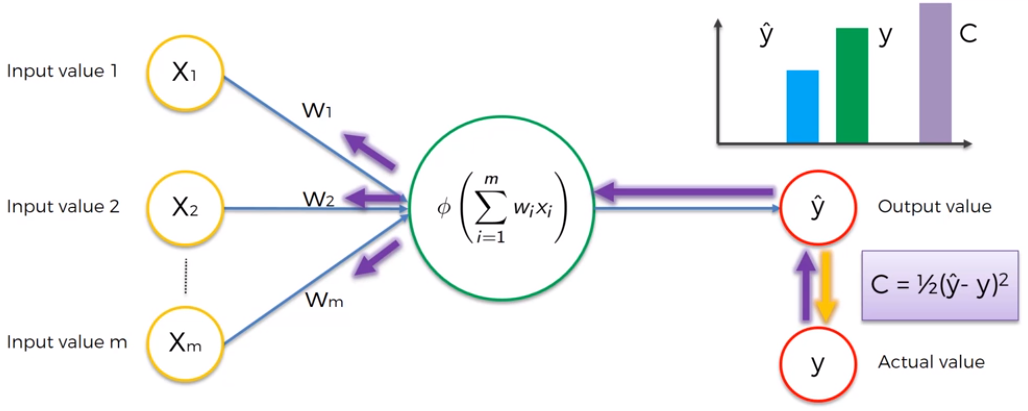 ŷ
y
C
Input value 1
X₁
W₁
Input value 2
X₂
W₂
ϕ(∑ᵢ₌₁ᵐ wᵢxᵢ)
ŷ
Output value
C = ½(ŷ- y)²
Wₘ
Input value m
Xₘ
y
Actual value